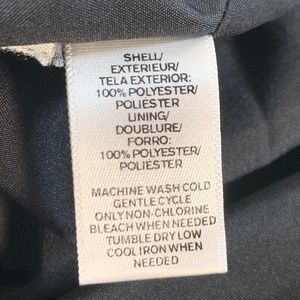 SHELL/
EXTERIEUR/
TELA EXTERIOR:
100% POLYESTER/
POLIESTER
LINING/
DOUBLURE/
FORRO:
100% POLYESTER/
POLIESTER
MACHINE WASH COLD
GENTLE CYCLE
ONLY NON-CHLORINE
BLEACH WHEN NEEDED
TUMBLE DRY LOW
COOL IRON WHEN
NEEDED